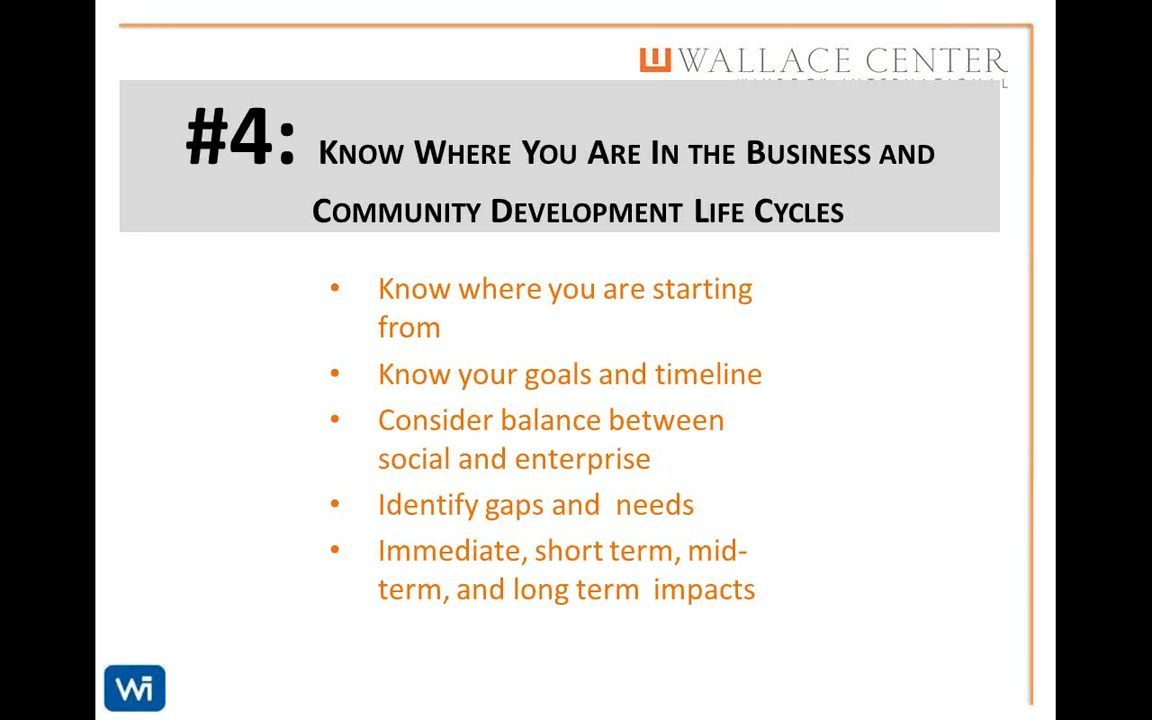 WALLACE CENTER
#4: KNOW WHERE YOU ARE IN THE BUSINESS AND
COMMUNITY DEVELOPMENT LIFE CYCLES
• Know where you are starting
from
• Know your goals and timeline
• Consider balance between
social and enterprise
• Identify gaps and needs
• Immediate, short term, mid-
term, and long term impacts
Wi